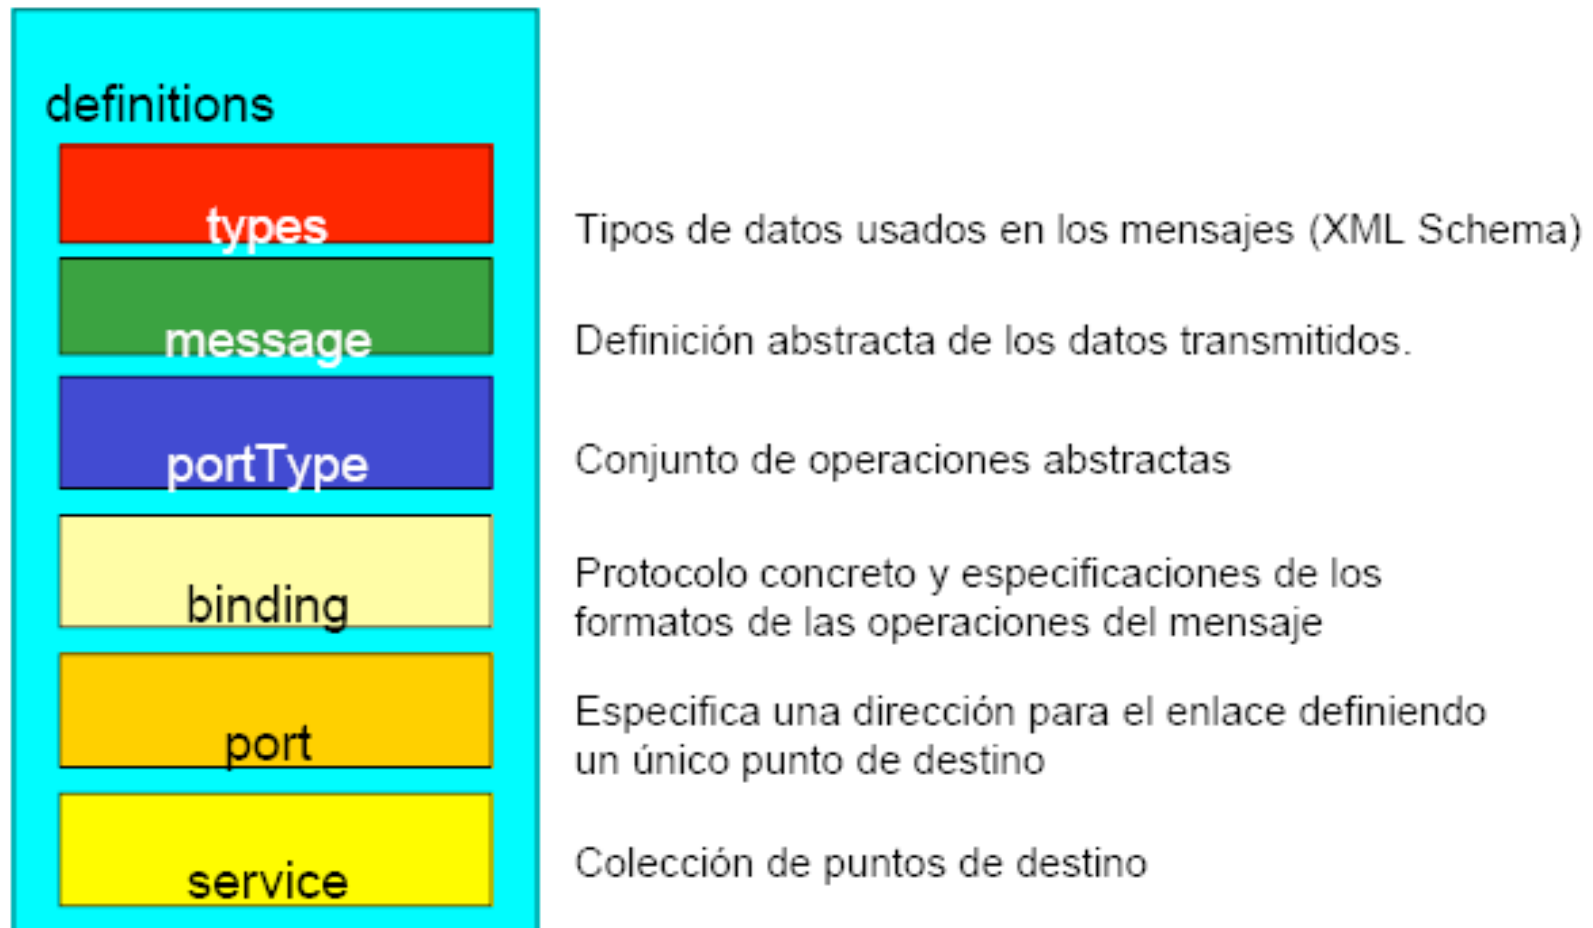 definitions
types
Tipos de datos usados en los mensajes (XML Schema)
message
Definición abstracta de los datos transmitidos.
portType
Conjunto de operaciones abstractas
binding
Protocolo concreto y especificaciones de los
formatos de las operaciones del mensaje
port
Especifica una dirección para el enlace definiendo
un único punto de destino
service
Colección de puntos de destino